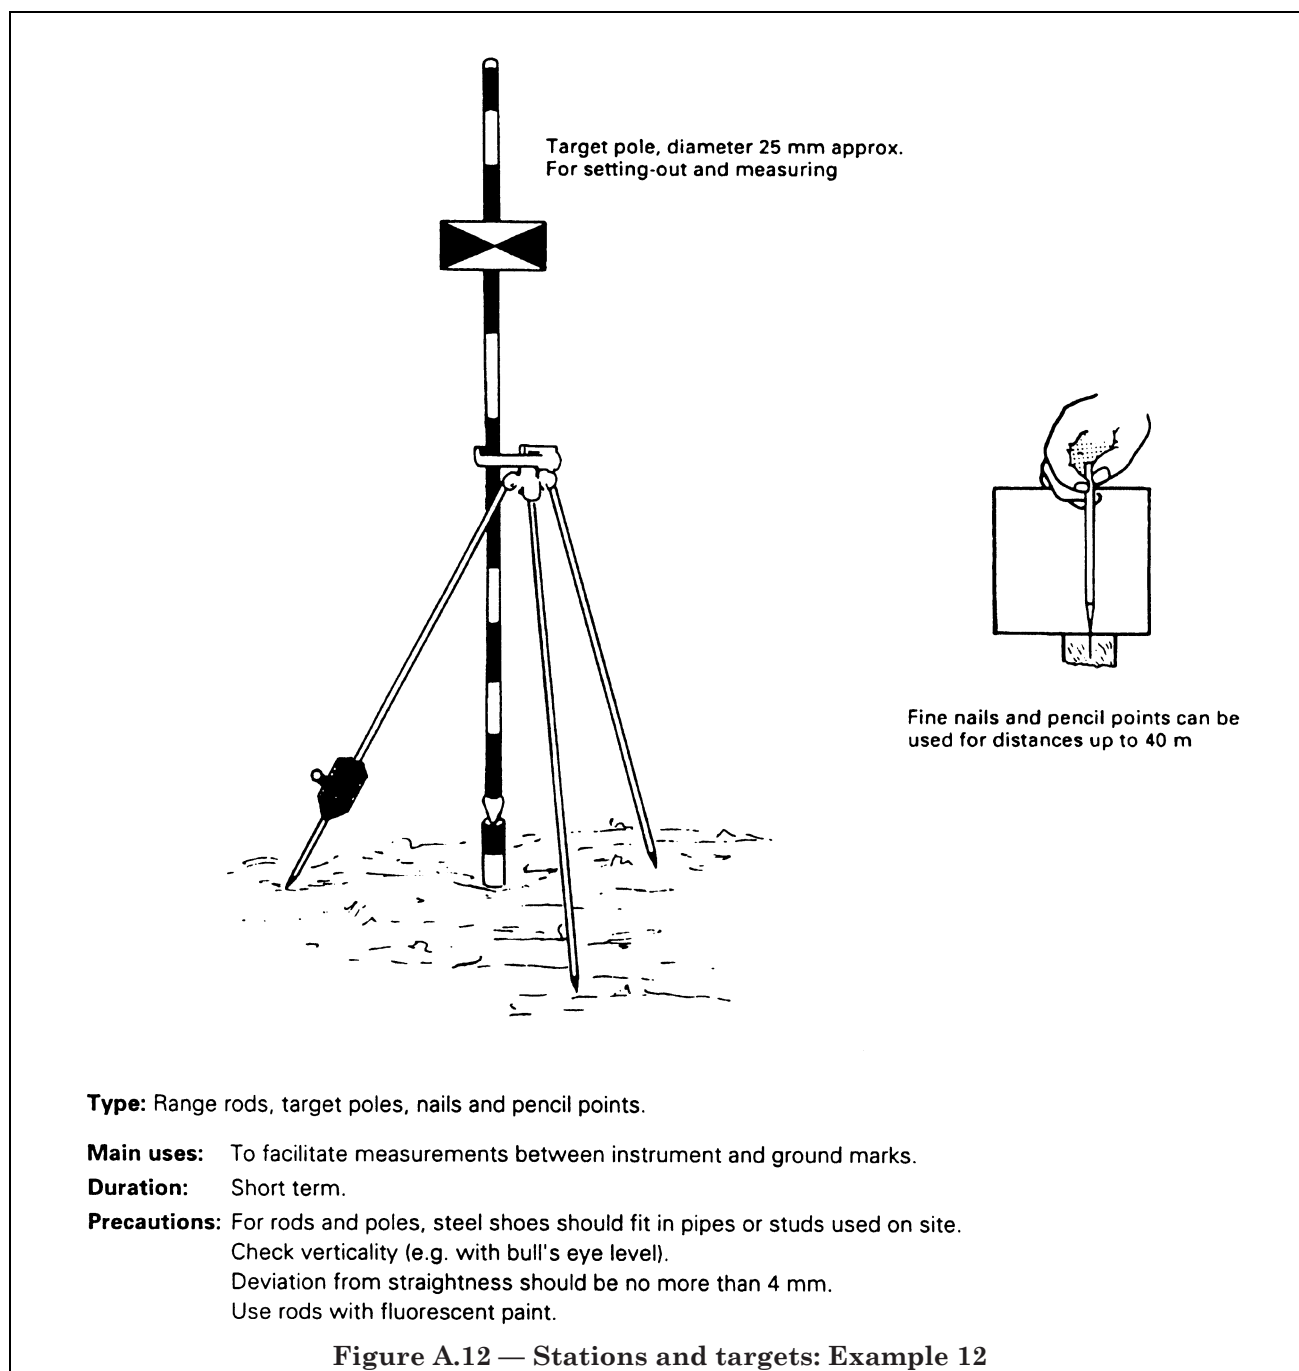 Target pole, diameter 25 mm approx.
For setting-out and measuring
Fine nails and pencil points can be
used for distances up to 40 m
Type: Range rods, target poles, nails and pencil points.
Main uses: To facilitate measurements between instrument and ground marks.
Duration: Short term.
Precautions: For rods and poles, steel shoes should fit in pipes or studs used on site.
Check verticality (e.g. with bull's eye level).
Deviation from straightness should be no more than 4 mm.
Use rods with fluorescent paint.
Figure A.12 — Stations and targets: Example 12